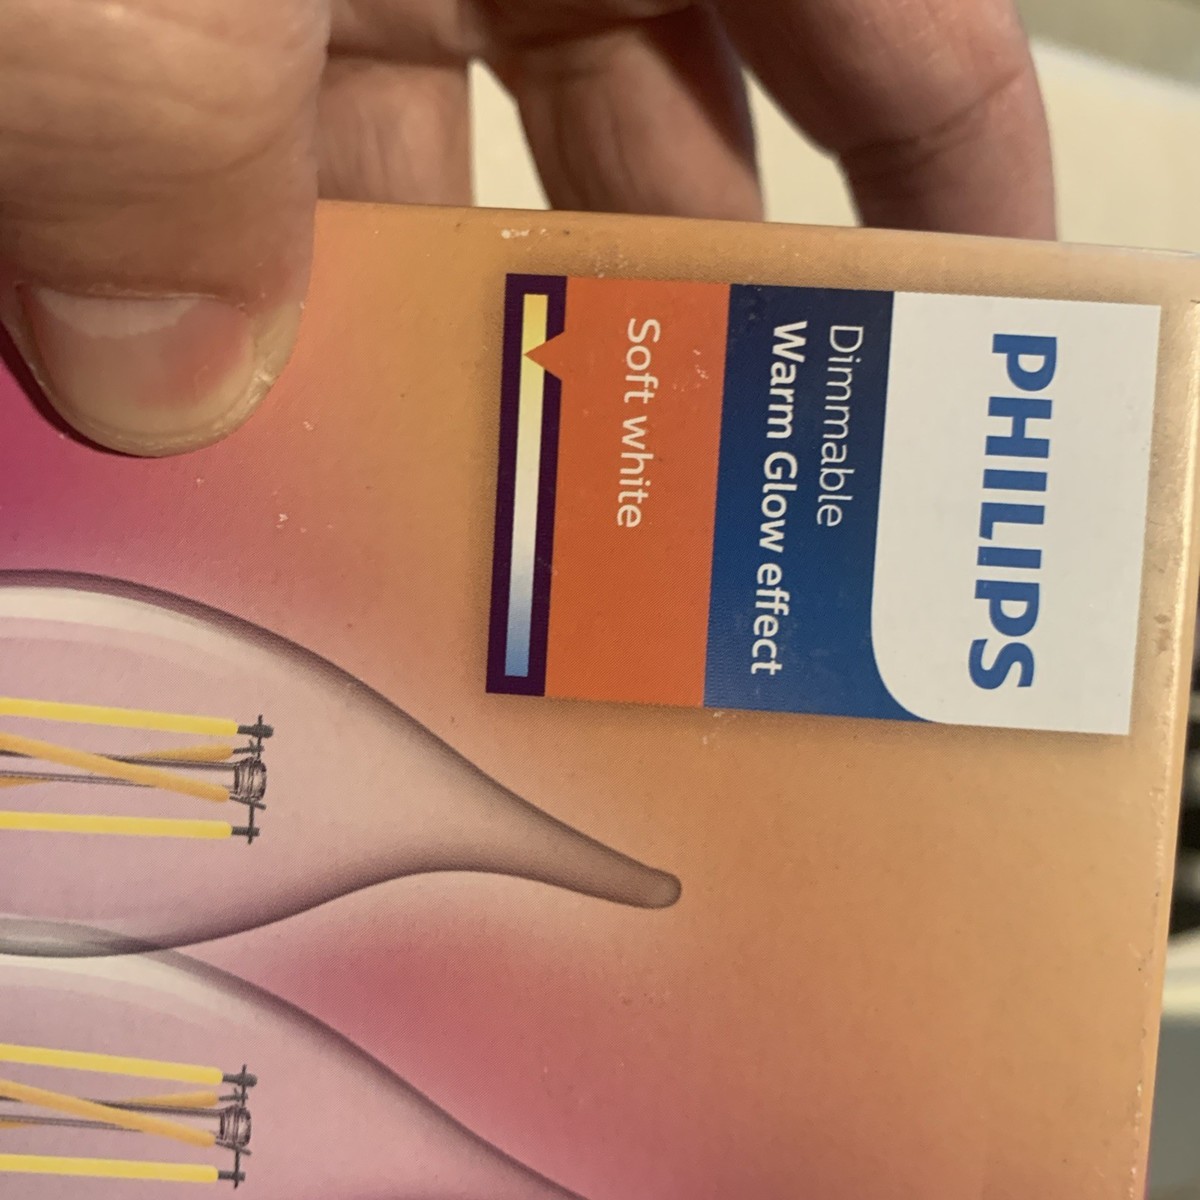 PHILIPS
Dimmable
Warm Glow effect
Soft white